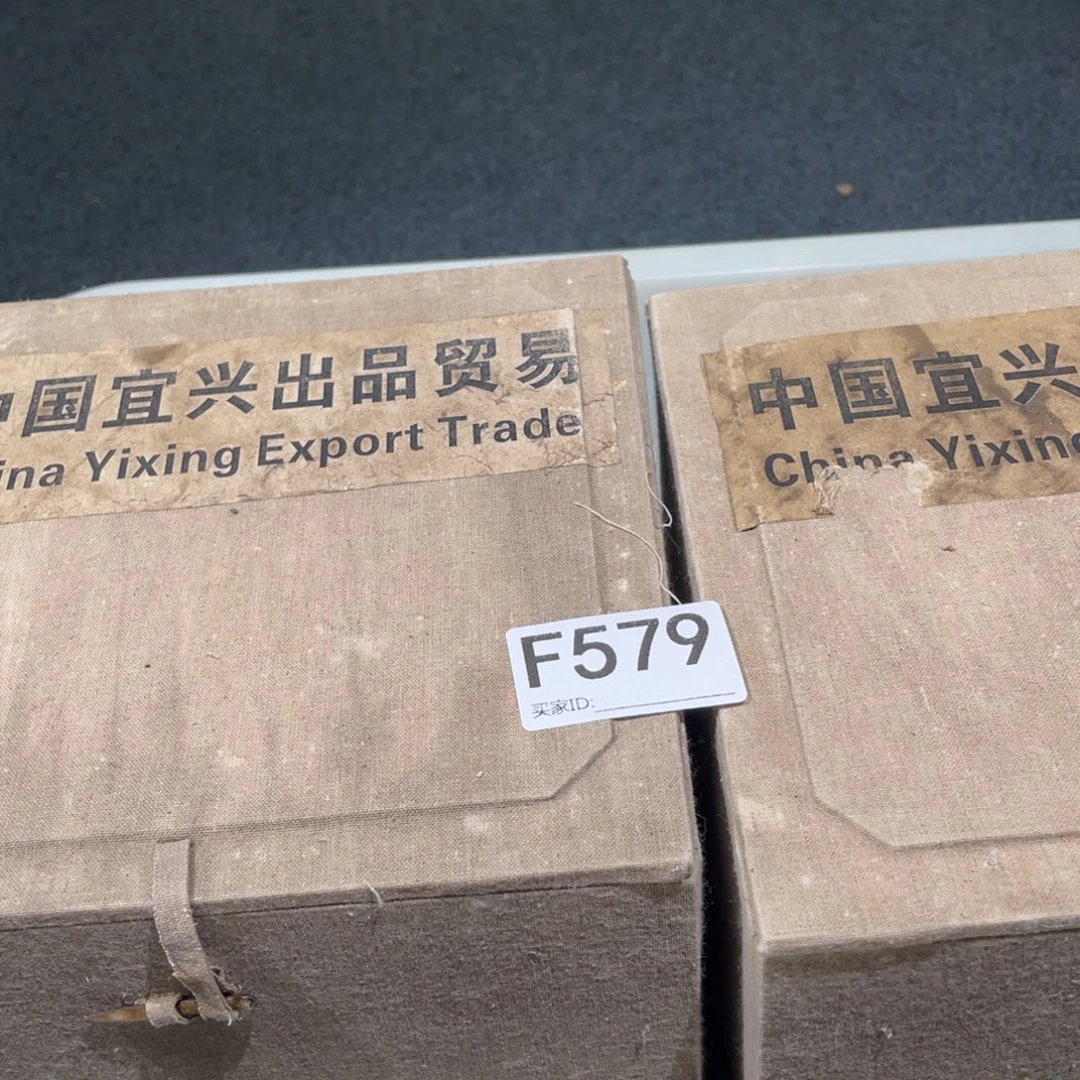 中国宜兴出品贸易
ina Yixing Export Trade
中国宜兴
China Yixing
F579
买家ID: